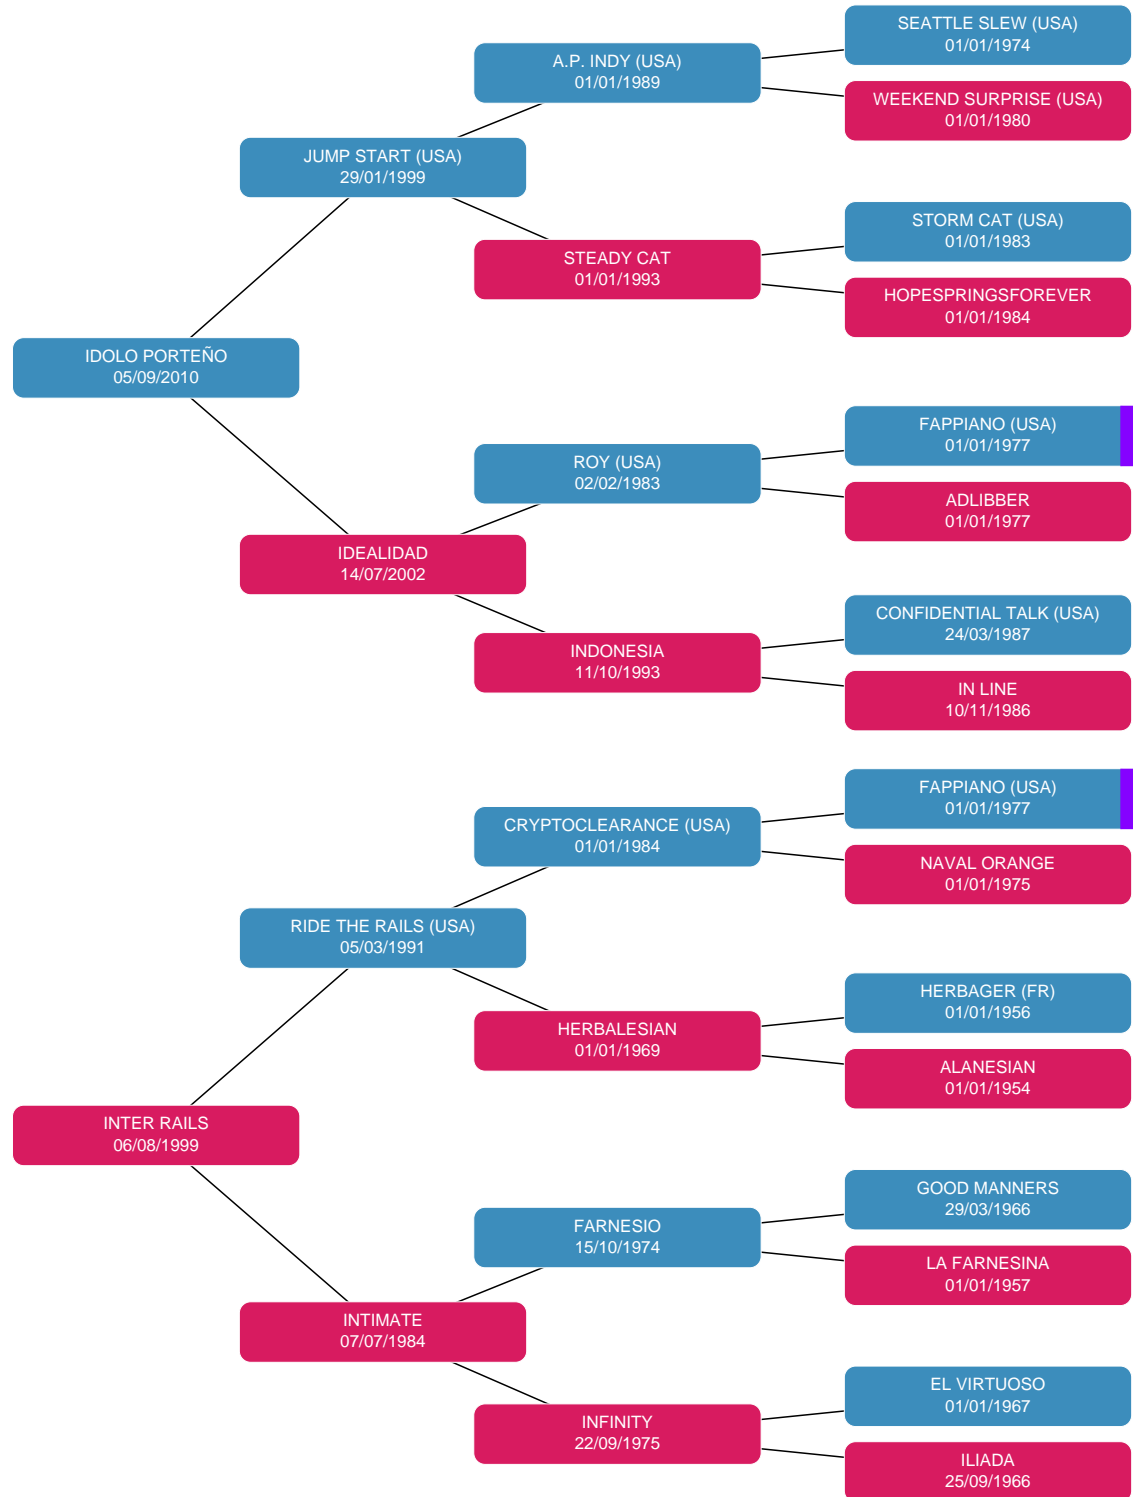 SEATTLE SLEW (USA)
01/01/1974
A.P. INDY (USA)
01/01/1989
WEEKEND SURPRISE (USA)
01/01/1980
JUMP START (USA)
29/01/1999
STORM CAT (USA)
01/01/1983
STEADY CAT
01/01/1993
HOPESPRINGSFOREVER
01/01/1984
IDOLO PORTEÑO
05/09/2010
FAPPIANO (USA)
01/01/1977
ROY (USA)
02/02/1983
ADLIBBER
01/01/1977
IDEALIDAD
14/07/2002
CONFIDENTIAL TALK (USA)
24/03/1987
INDONESIA
11/10/1993
IN LINE
10/11/1986
FAPPIANO (USA)
01/01/1977
CRYPTOCLEARANCE (USA)
01/01/1984
NAVAL ORANGE
01/01/1975
RIDE THE RAILS (USA)
05/03/1991
HERBAGER (FR)
01/01/1956
HERBALESIAN
01/01/1969
ALANESIAN
01/01/1954
INTER RAILS
06/08/1999
GOOD MANNERS
29/03/1966
FARNESIO
15/10/1974
LA FARNESINA
01/01/1957
INTIMATE
07/07/1984
EL VIRTUOSO
01/01/1967
INFINITY
22/09/1975
ILIADA
25/09/1966